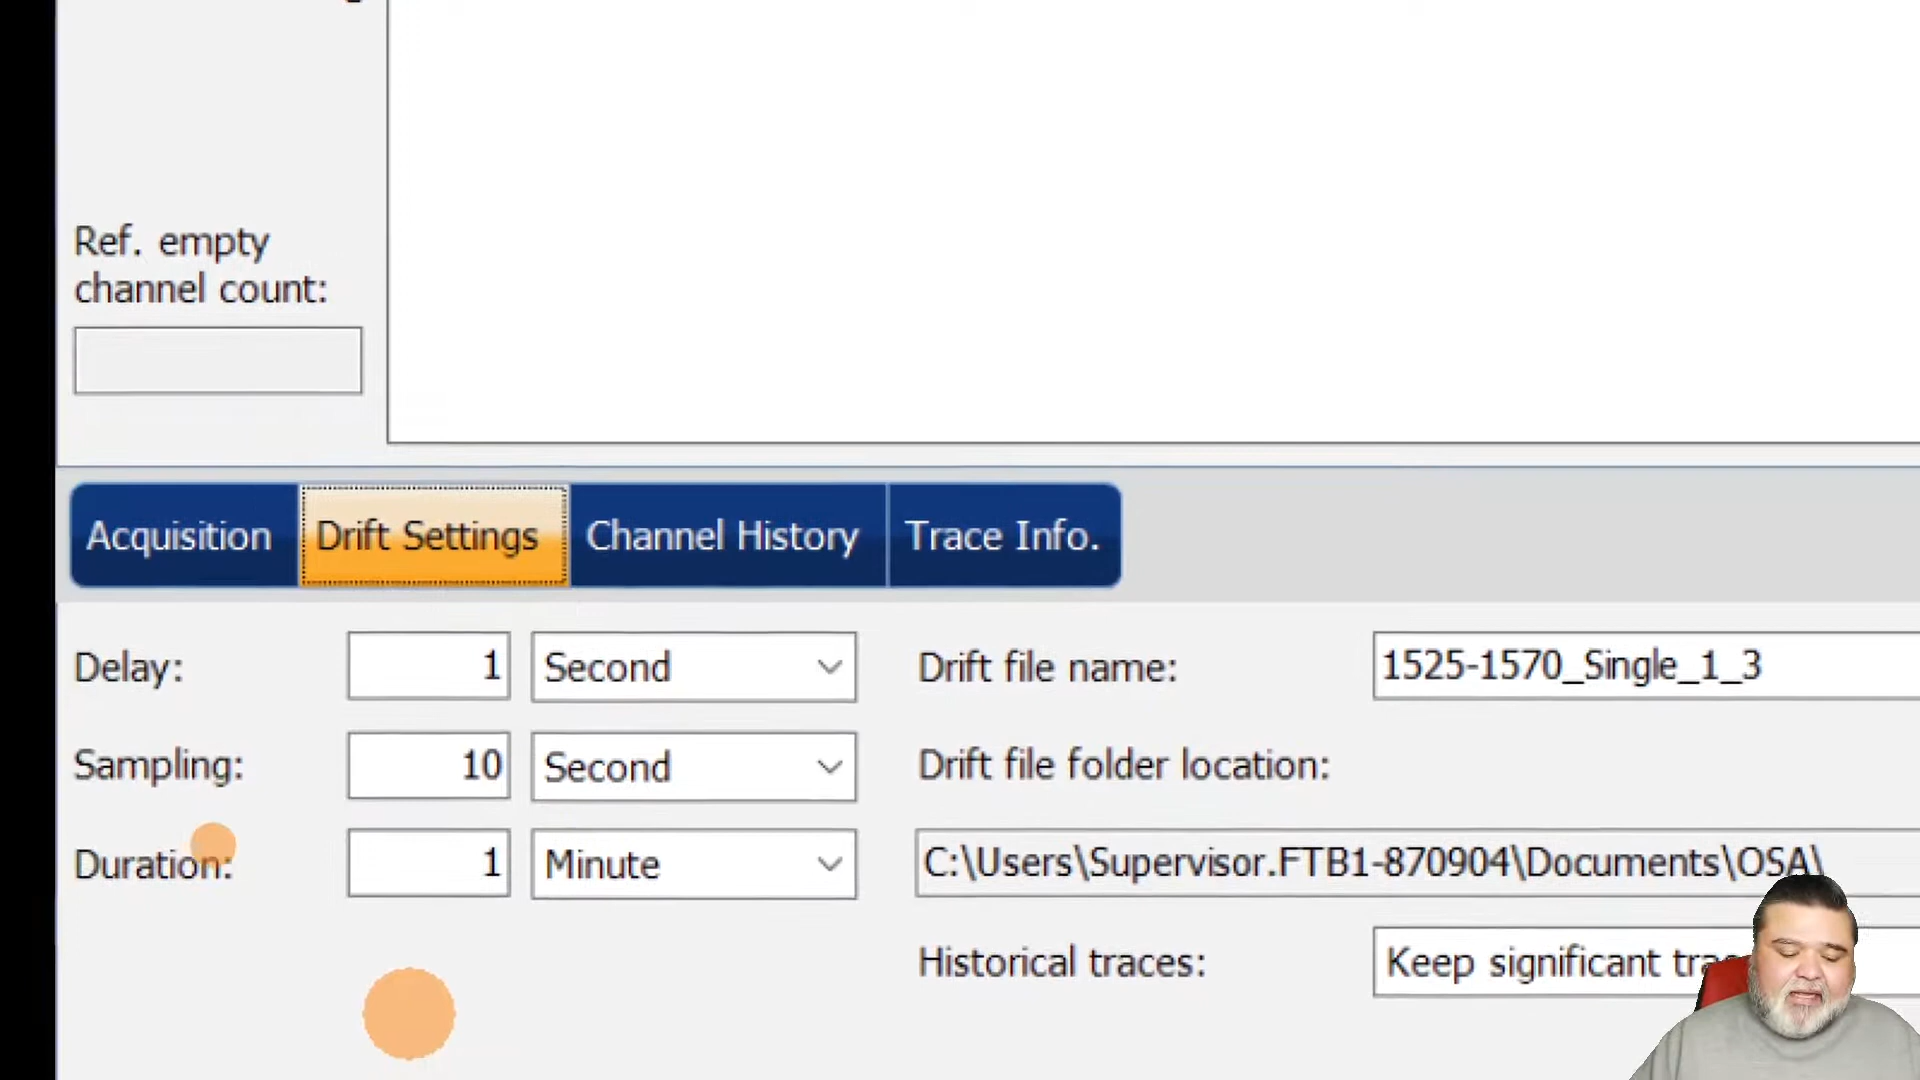 Ref. empty
channel count:
Acquisition Drift Settings Channel History Trace Info.
Delay: 1 Second Drift file name: 1525-1570_Single_1_3
Sampling: 10 Second Drift file folder location:
Duration: 1 Minute C:\Users\Supervisor.FTB1-870904\Documents\OSA\
Historical traces: Keep significant